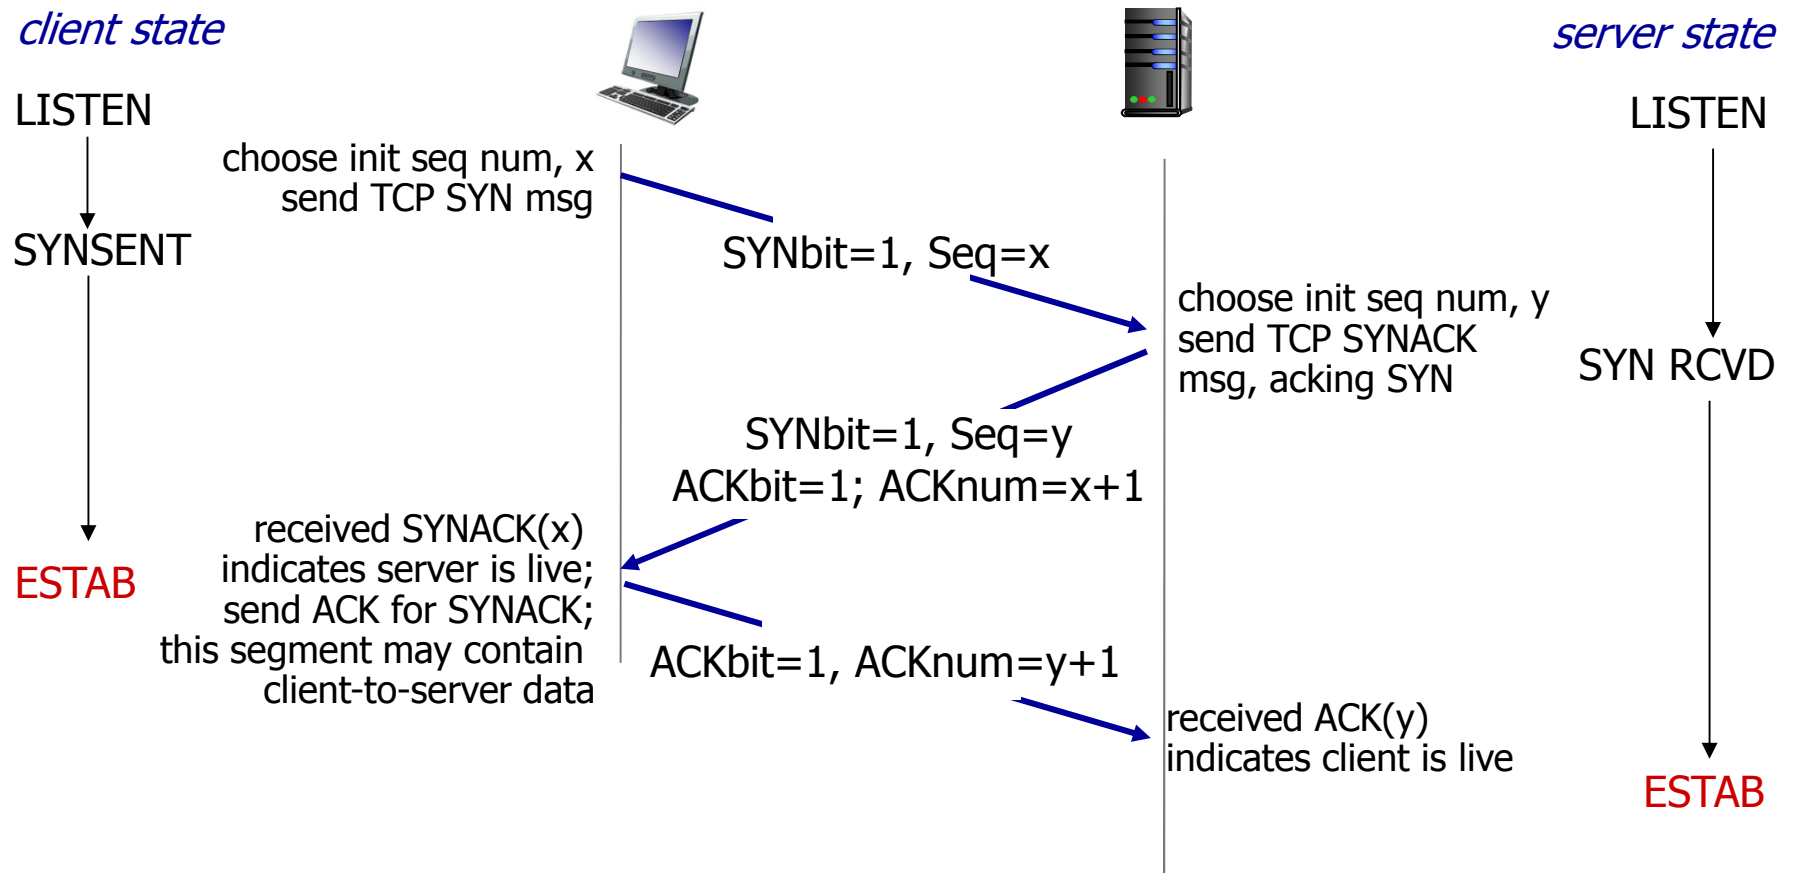 client state
server state
LISTEN
LISTEN
choose init seq num, x
send TCP SYN msg
SYNSENT
SYNbit=1, Seq=x
choose init seq num, y
send TCP SYNACK
msg, acking SYN
SYN RCVD
SYNbit=1, Seq=y
ACKbit=1; ACKnum=x+1
received SYNACK(x)
indicates server is live;
send ACK for SYNACK;
this segment may contain
client-to-server data
ESTAB
ACKbit=1, ACKnum=y+1
received ACK(y)
indicates client is live
ESTAB